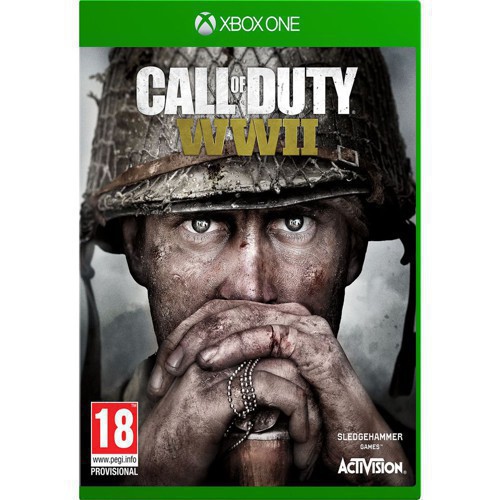 XBOX ONE
CALL OF DUTY
WWII
18
www.pegi.info
PROVISIONAL
SLEDGEHAMMER
GAMES
ACTIVISION